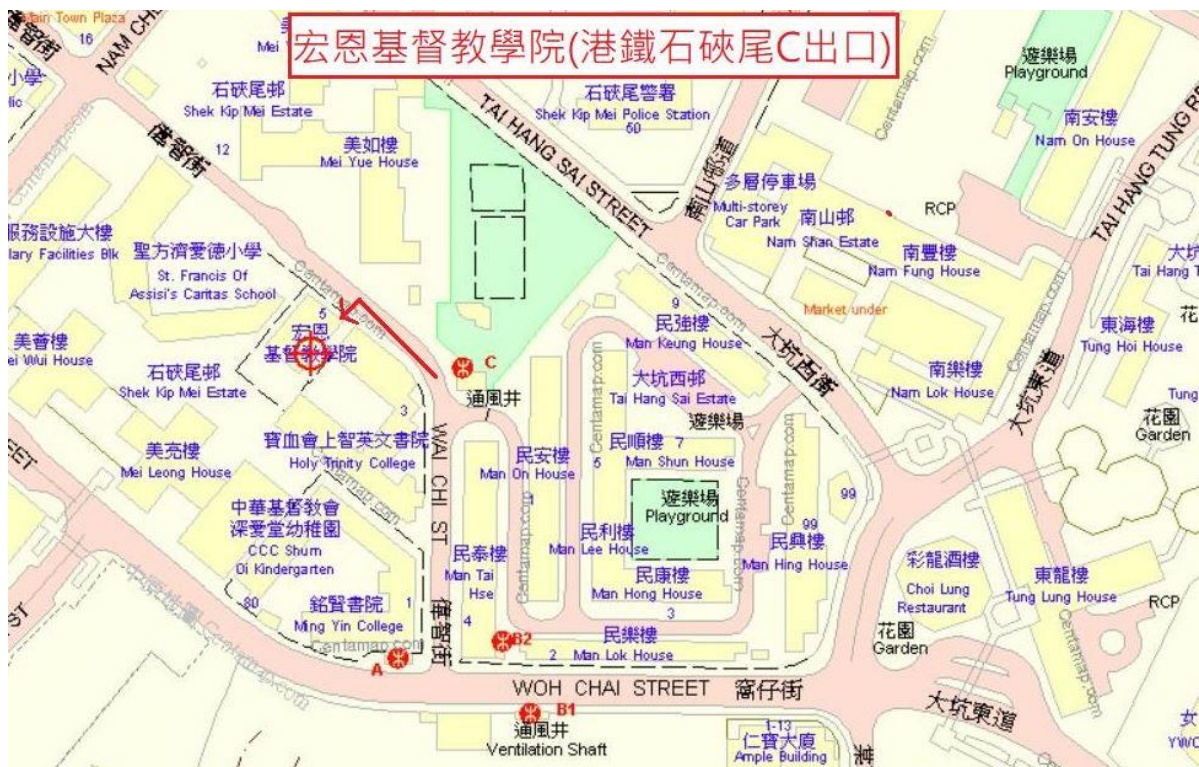 宏恩基督教學院(港鐵石硤尾C出口)
Main Town Plaza
16
石硤尾邨
Shek Kip Mei Estate
12
美如樓
Mei Yue House
偉智街
TAI HANG SAI STREET
石硤尾警署
Shek Kip Mei Police Station
60
遊樂場
Playground
南安樓
Nam On House
TAI HANG TUNG
南山邨道
多層停車場
Multi-storey
Car Park
南山邨
Nam Shan Estate
RCP
南豐樓
Nam Fung House
Market under
服務設施大樓
聖方濟愛德小學
St. Francis Of
Assisi's Caritas School
5
宏恩
基督教學院
石硤尾邨
Shek Kip Mei Estate
3
C
通風井
9
民強樓
Man Keung House
大坑西街
大坑西邨
Tai Hang Sai Estate
遊樂場
南樂樓
Nam Lok House
大坑東道
東海樓
Tung Hoi House
花園
Garden
美亮樓
Mei Leong House
寶血會上智英文書院
Holy Trinity College
WAI CHI ST
民安樓
Man On House
1
民順樓 7
Man Shun House
5
遊樂場
Playground
99
99
中華基督教會
深愛堂幼稚園
CCC Shum
Oi Kindergarten
民泰樓
Man Tai
Hse
4
民利樓
Man Lee House
民康樓
Man Hong House
3
民興樓
Man Hing House
彩龍酒樓
Choi Lung
Restaurant
東龍樓
Tung Lung House
RCP
80
銘賢書院
Ming Yin College
1
偉智街
B2
民樂樓
2 Man Lok House
花園
Garden
A
WOH CHAI STREET 窩仔街
大坑東道
B1
通風井
Ventilation Shaft
1-13
仁寶大廈
Ample Building
Centamap.com